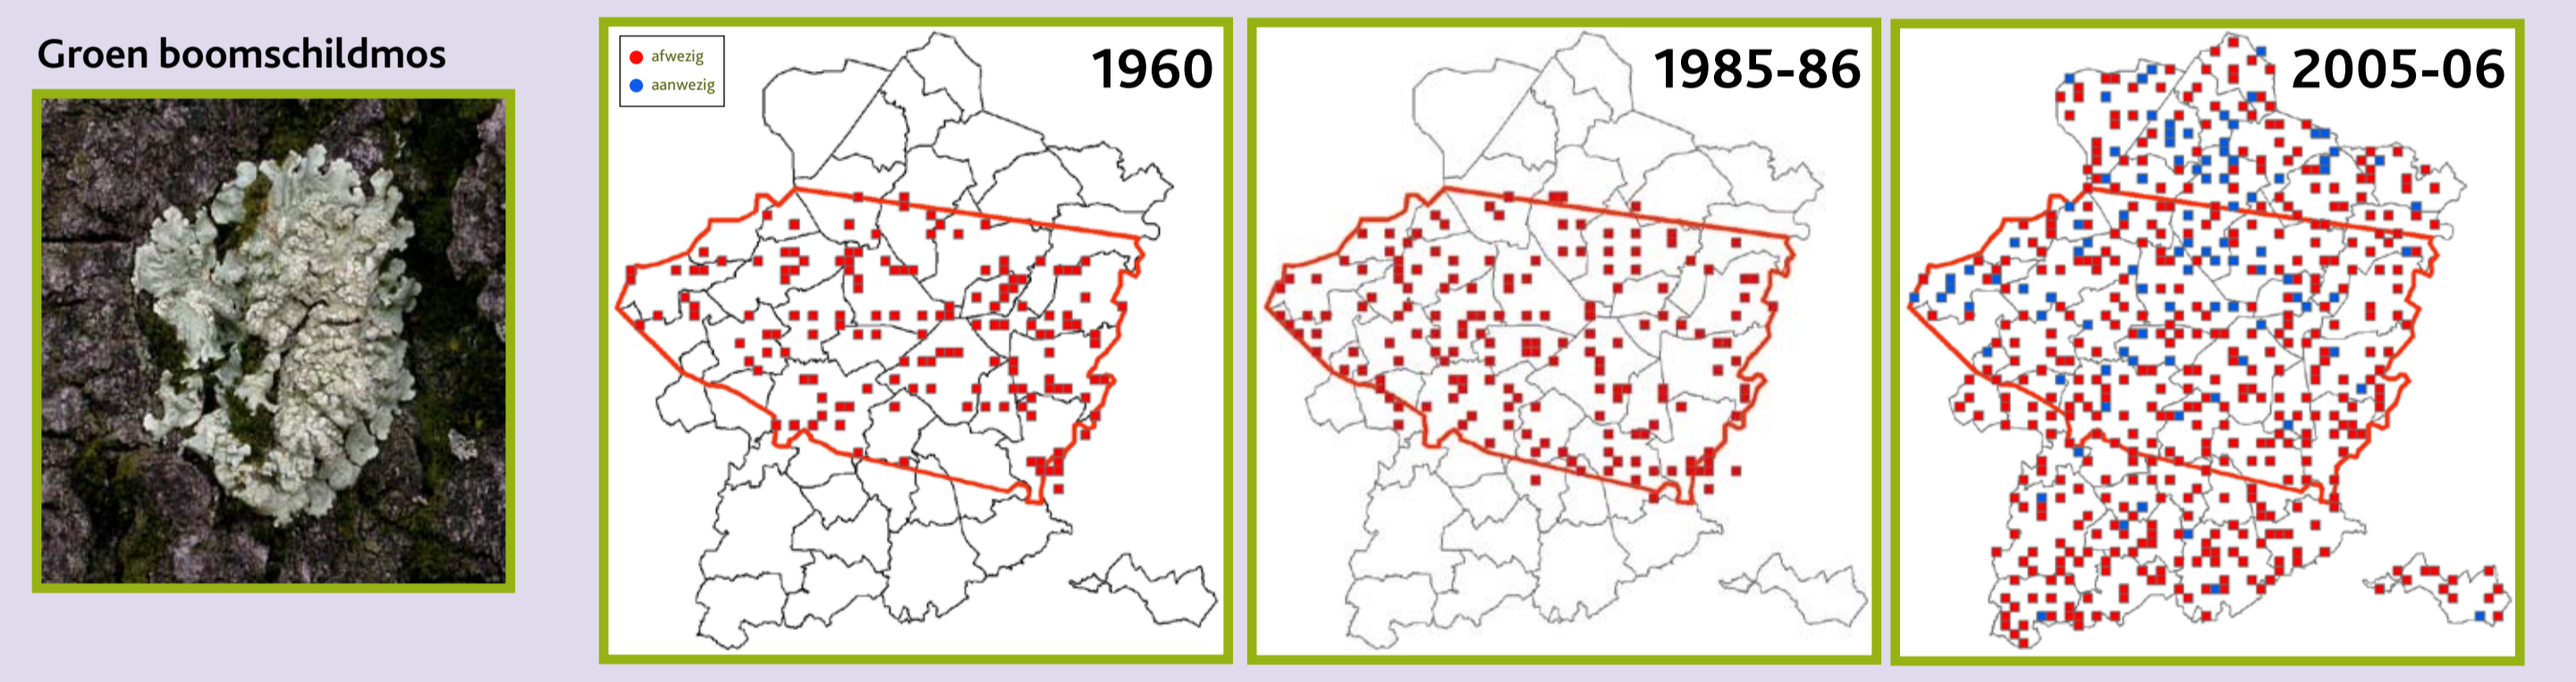 Groen boomschildmos
afwezig
aanwezig
1960
1985-86
2005-06